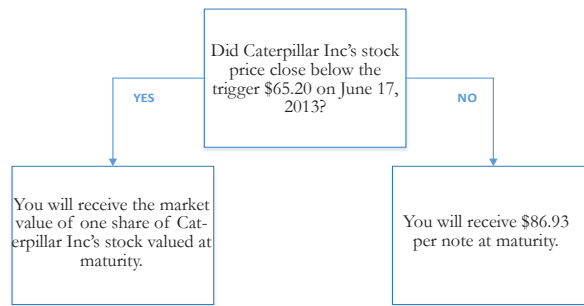 Did Caterpillar Inc's stock
price close below the
trigger $65.20 on June 17,
2013?
YES
NO
You will receive the market
value of one share of Cat-
erpillar Inc's stock valued at
maturity.
You will receive $86.93
per note at maturity.